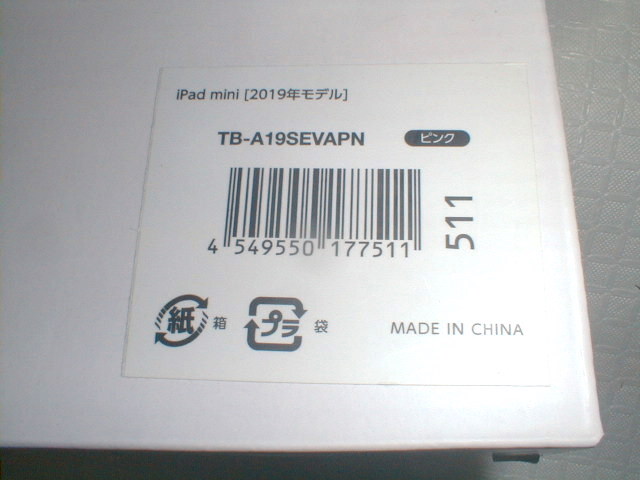 iPad mini [2019年モデル]
TB-A19SEVAPN ピンク
4 549550 177511
511
紙 箱 プラ 袋 MADE IN CHINA